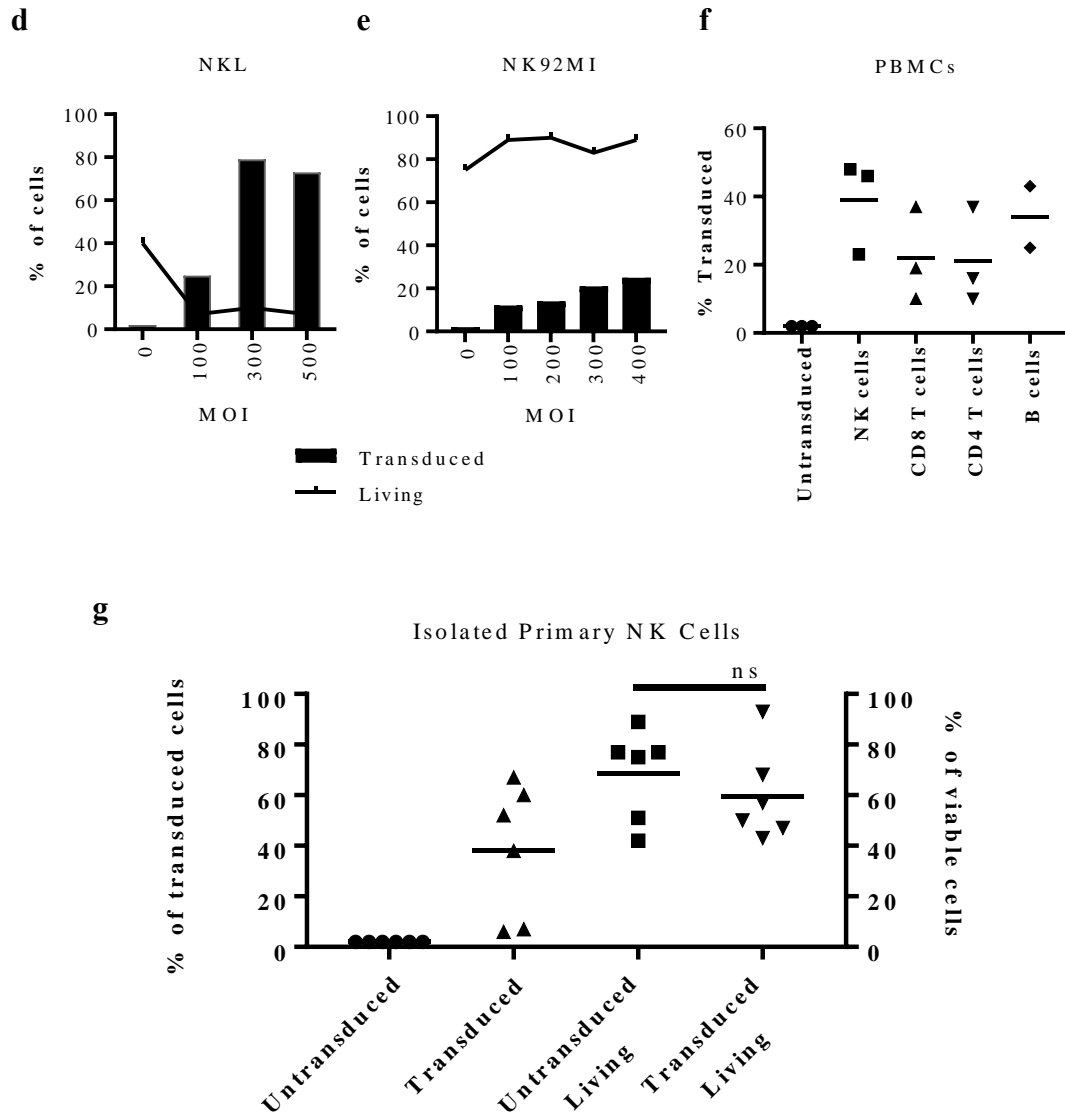 d
NKL
% of cells
100
80
60
40
20
0
0
100
300
500
MOI
e
NK92MI
% of cells
100
80
60
40
20
0
0
100
200
300
400
MOI
Transduced
Living
f
PBMCs
% Transduced
60
40
20
0
Untransduced
NK cells
CD8 T cells
CD4 T cells
B cells
g
Isolated Primary NK Cells
ns
% of transduced cells
100
80
60
40
20
0
100
80
60
40
20
0
% of viable cells
Untransduced
Transduced
Untransduced
Living
Transduced
Living